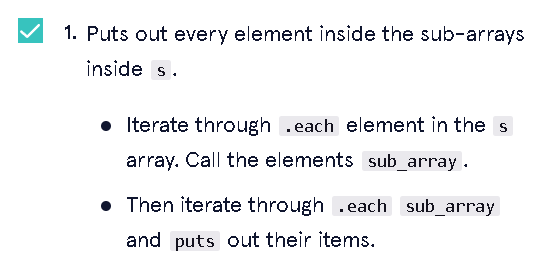 1. Puts out every element inside the sub-arrays
inside s.
• Iterate through .each element in the s
array. Call the elements sub_array.
• Then iterate through .each sub_array
and puts out their items.